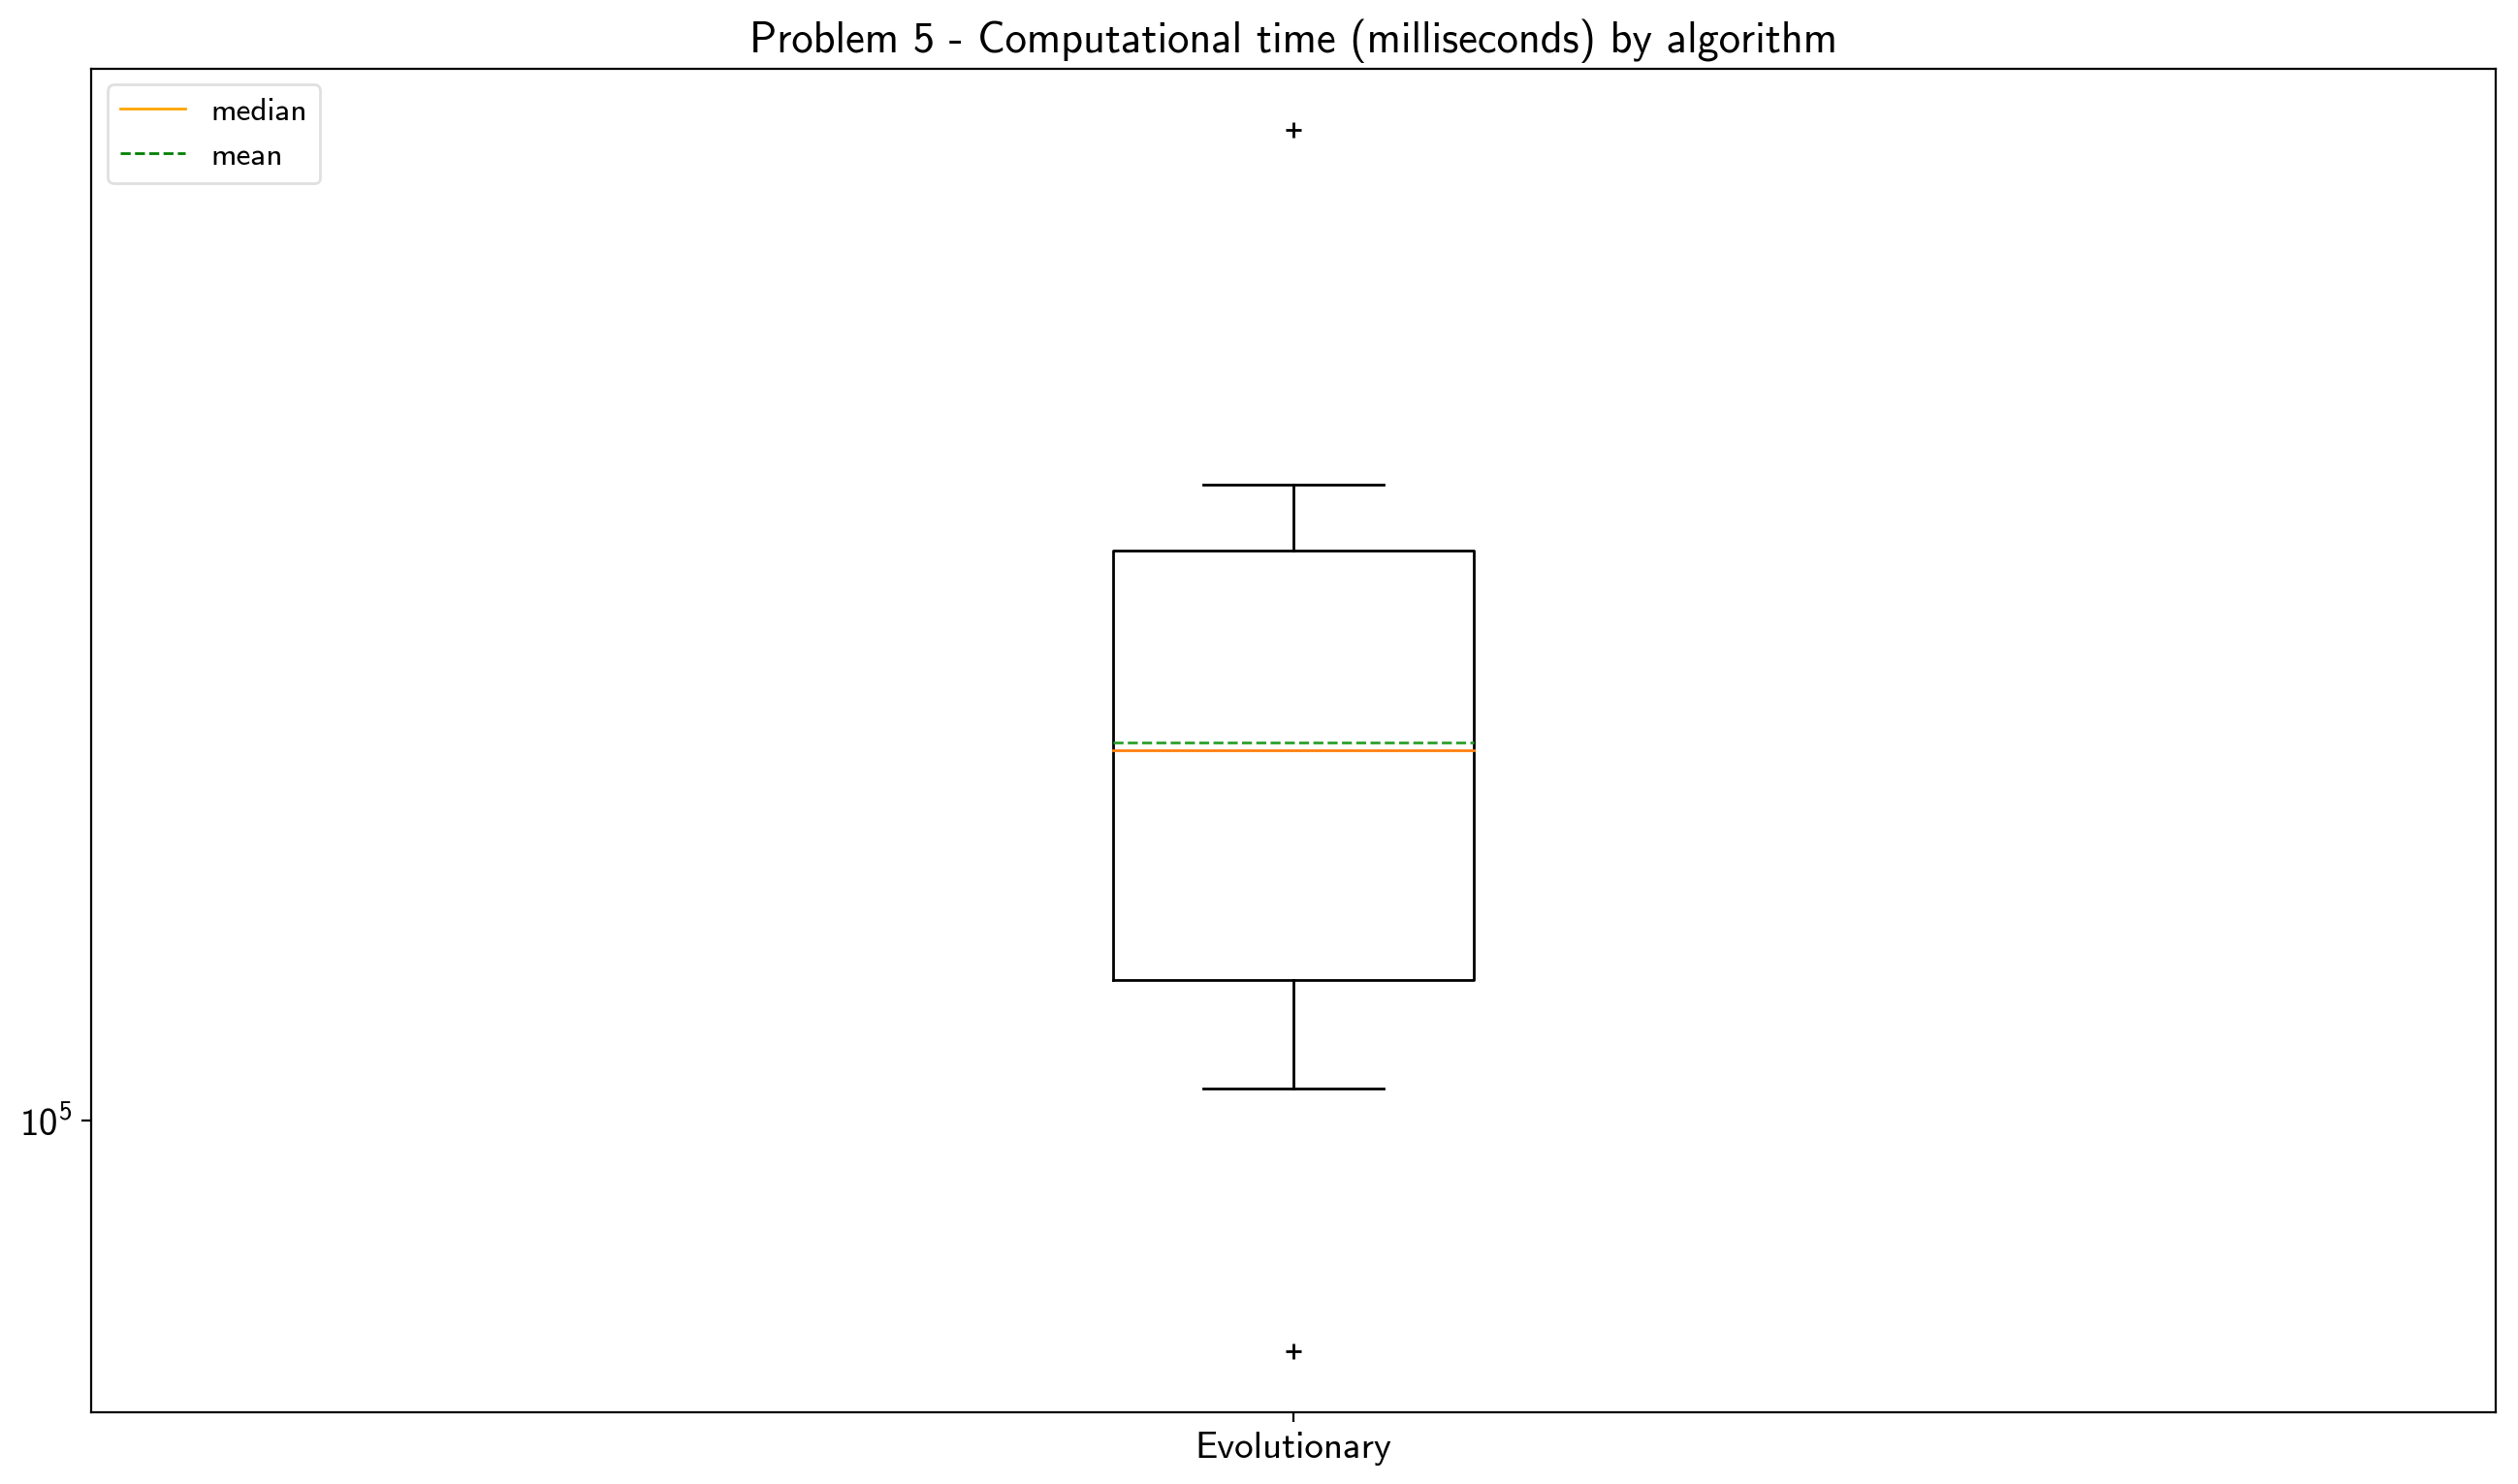 Problem 5 - Computational time (milliseconds) by algorithm
median
mean
10^5
Evolutionary